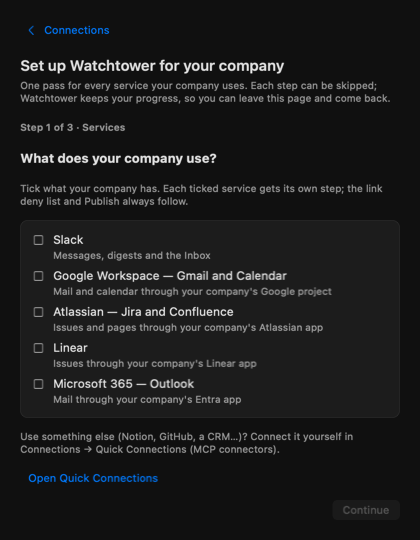 Connections
Set up Watchtower for your company
One pass for every service your company uses. Each step can be skipped;
Watchtower keeps your progress, so you can leave this page and come back.
Step 1 of 3 · Services
What does your company use?
Tick what your company has. Each ticked service gets its own step; the link
deny list and Publish always follow.
Slack
Messages, digests and the Inbox
Google Workspace — Gmail and Calendar
Mail and calendar through your company's Google project
Atlassian — Jira and Confluence
Issues and pages through your company's Atlassian app
Linear
Issues through your company's Linear app
Microsoft 365 — Outlook
Mail through your company's Entra app
Use something else (Notion, GitHub, a CRM...)? Connect it yourself in
Connections → Quick Connections (MCP connectors).
Open Quick Connections
Continue